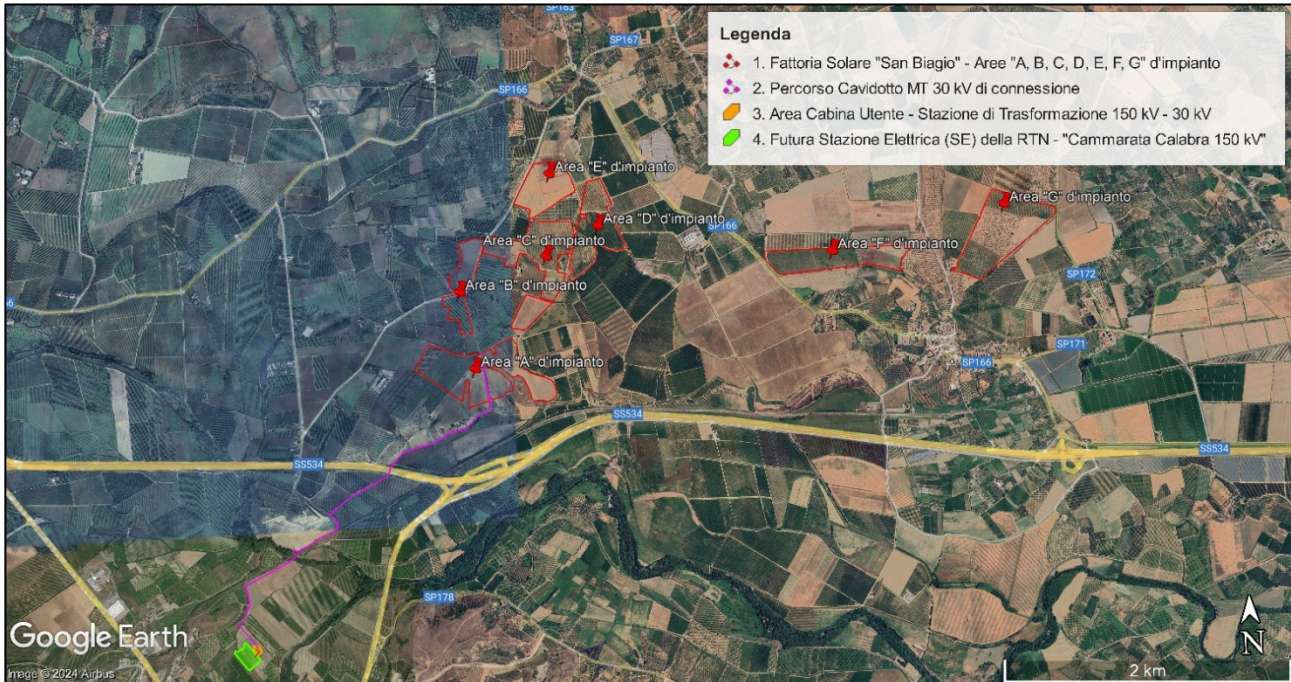 SP163
SP167
SP166
Legenda
1. Fattoria Solare "San Biagio" - Aree "A, B, C, D, E, F, G" d'impianto
2. Percorso Cavidotto MT 30 kV di connessione
3. Area Cabina Utente - Stazione di Trasformazione 150 kV - 30 kV
4. Futura Stazione Elettrica (SE) della RTN - "Cammarata Calabra 150 kV"
Area "E" d'impianto
Area "G" d'impianto
Area "D" d'impianto
SP166
Area "C" d'impianto
Area "F" d'impianto
SP172
Area "B" d'impianto
SP171
Area "A" d'impianto
SP166
SS534
SS534
SS534
SP178
Google Earth
N
Image © 2024 Airbus
2 km